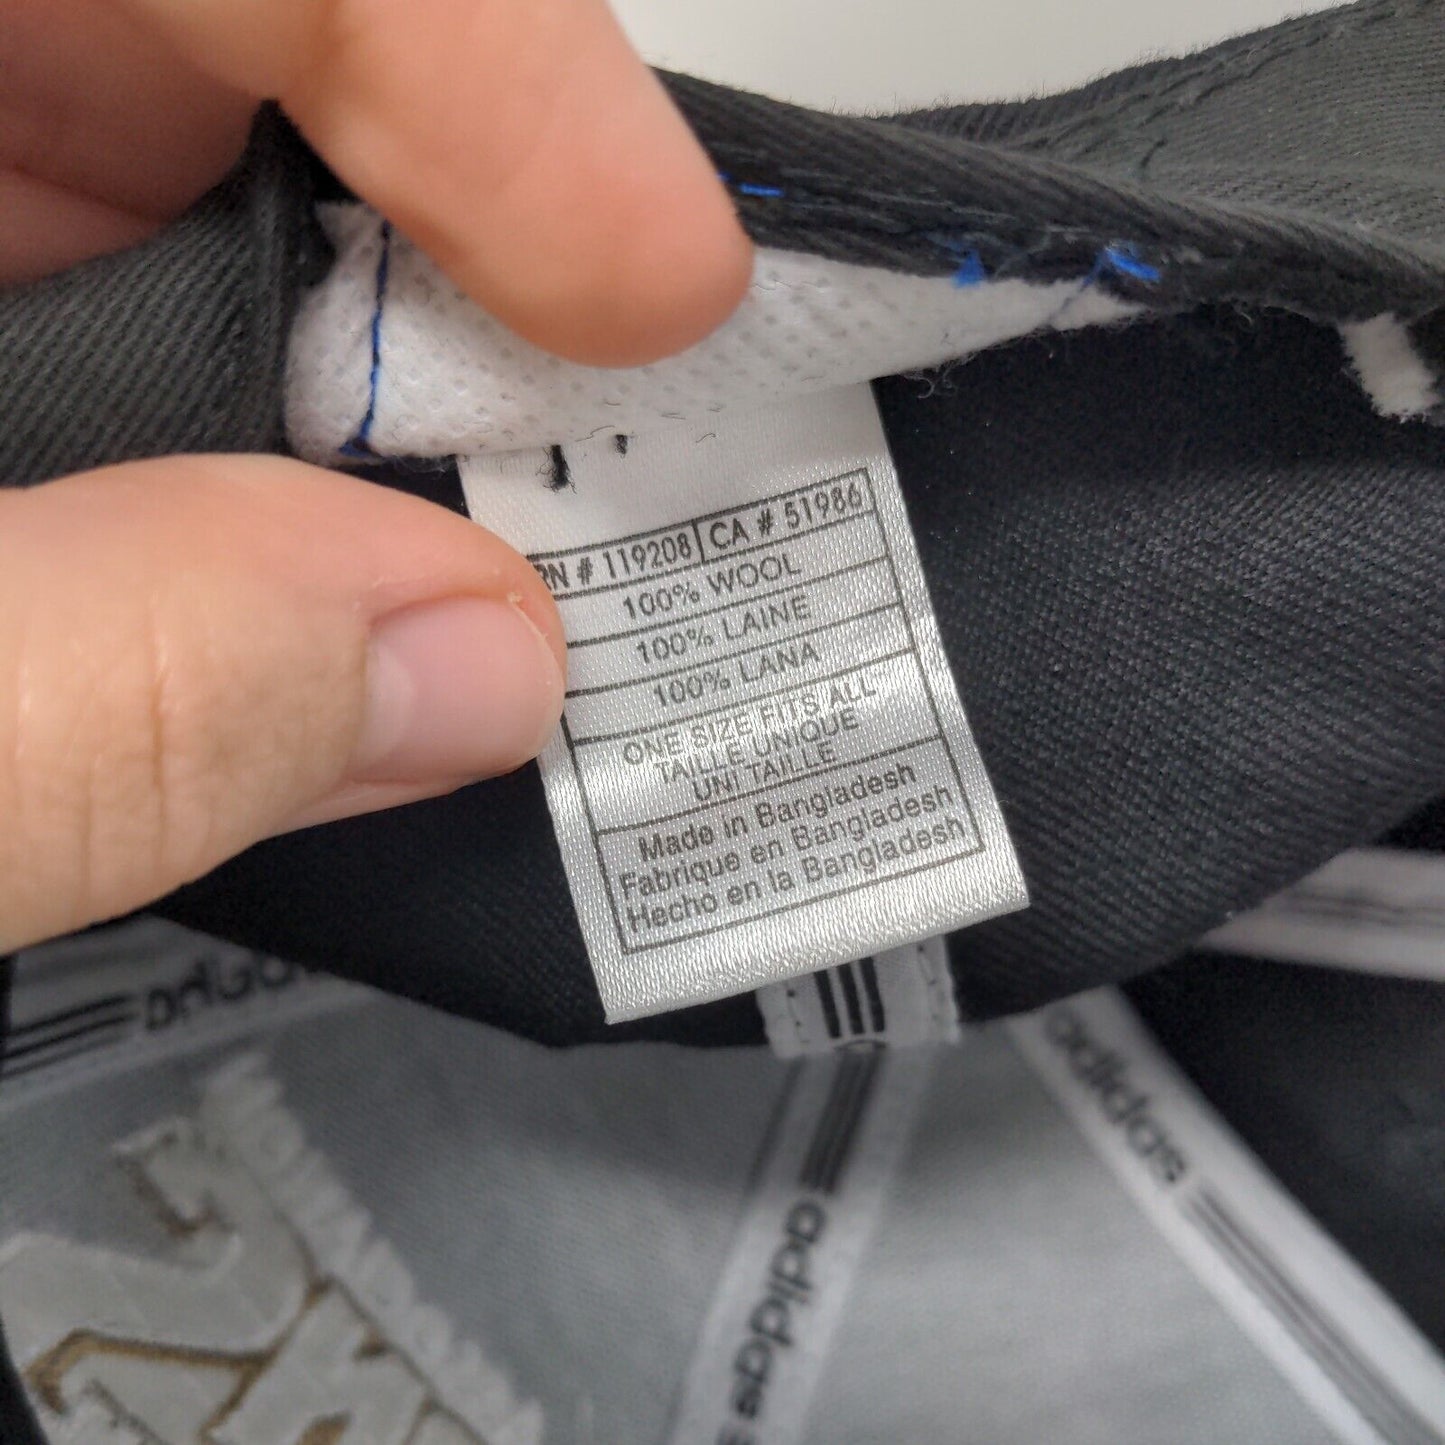 RN # 119208 CA # 51986
100% WOOL
100% LAINE
100% LANA
ONE SIZE FITS ALL
TAILLE UNIQUE
UNI TAILLE
Made in Bangladesh
Fabrique en Bangladesh
Hecho en la Bangladesh
adidas
adidas
adidas